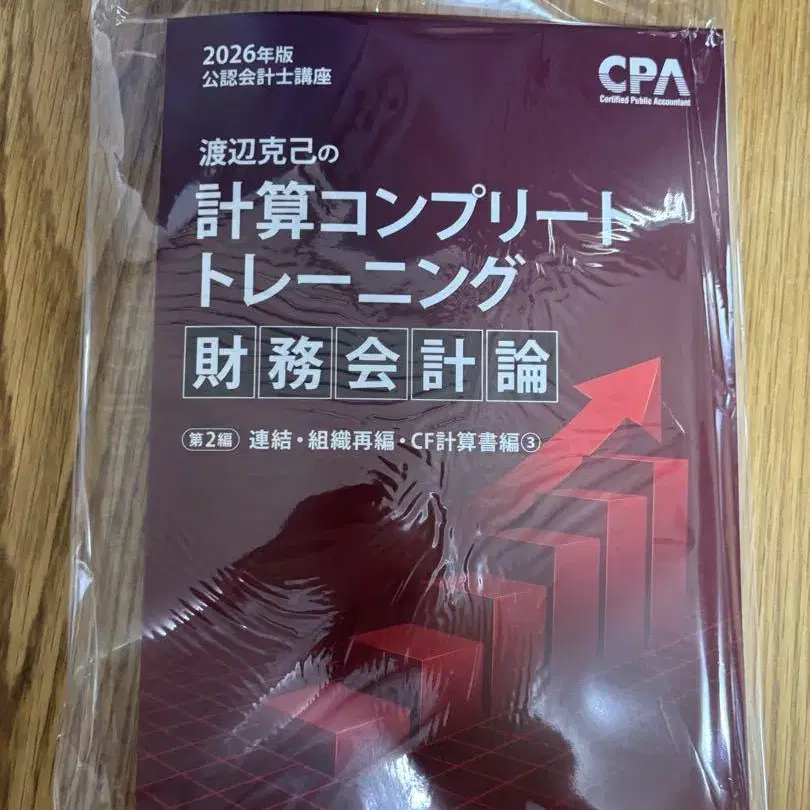 2026年版
公認会計士講座
CPA
Certified Public Accountant
渡辺克己の
計算コンプリート
トレーニング
財務会計論
第2編 連結・組織再編・CF計算書編③